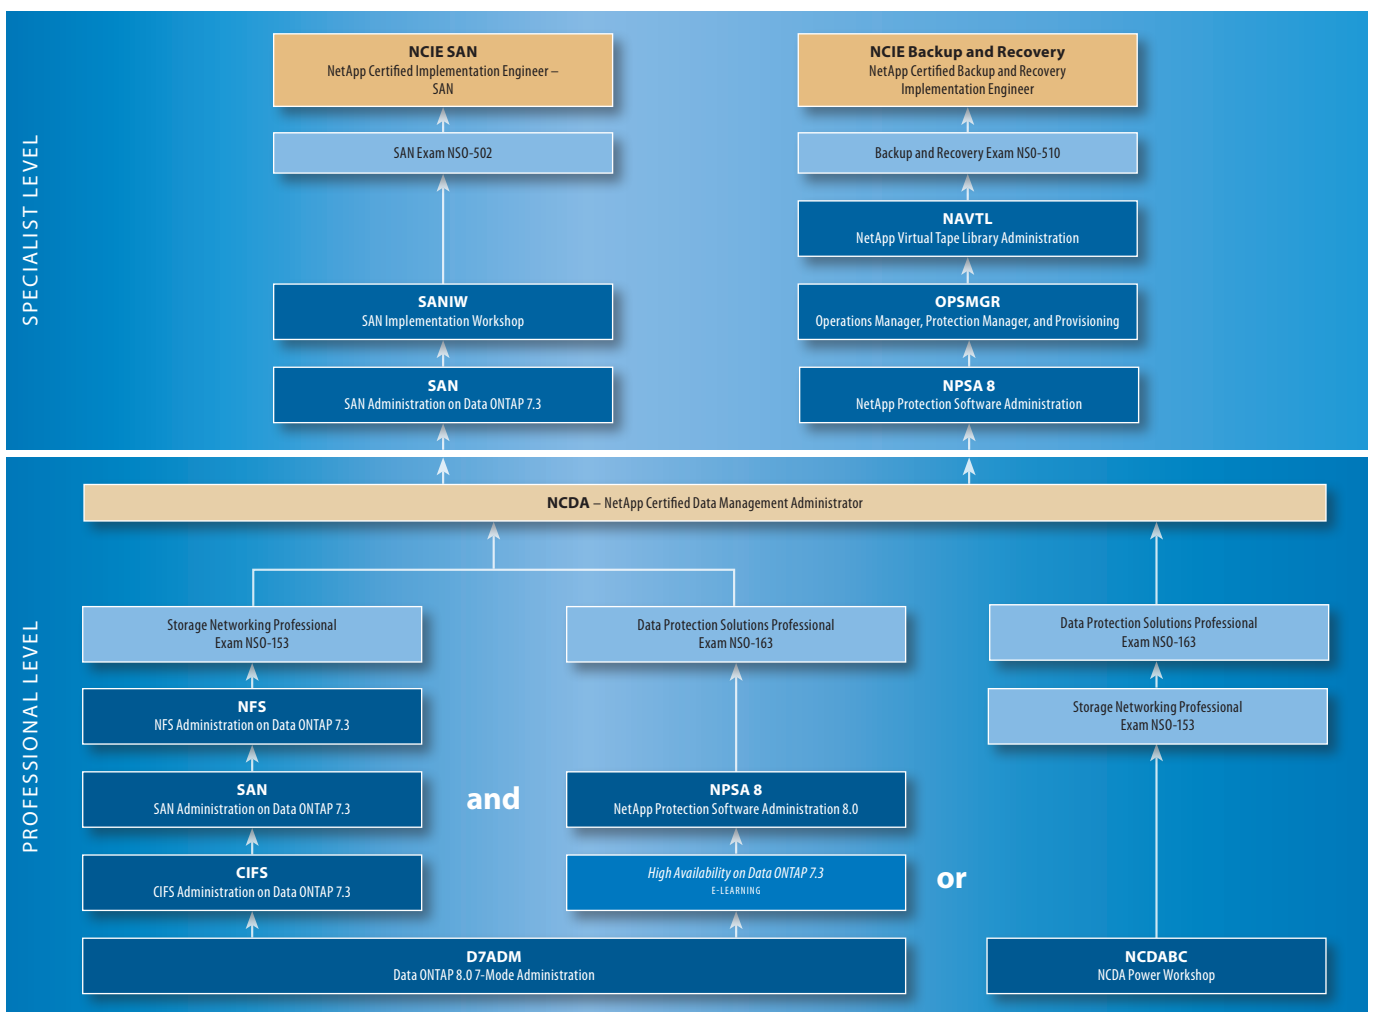 SPECIALIST LEVEL
NCIE SAN
NetApp Certified Implementation Engineer –
SAN
SAN Exam NSO-502
SANIW
SAN Implementation Workshop
SAN
SAN Administration on Data ONTAP 7.3
NCIE Backup and Recovery
NetApp Certified Backup and Recovery
Implementation Engineer
Backup and Recovery Exam NS0-510
NAVTL
NetApp Virtual Tape Library Administration
OPSMGR
Operations Manager, Protection Manager, and Provisioning
NPSA 8
NetApp Protection Software Administration
PROFESSIONAL LEVEL
NCDA – NetApp Certified Data Management Administrator
Storage Networking Professional
Exam NSO-153
NFS
NFS Administration on Data ONTAP 7.3
SAN
SAN Administration on Data ONTAP 7.3
CIFS
CIFS Administration on Data ONTAP 7.3
and
Data Protection Solutions Professional
Exam NSO-163
NPSA 8
NetApp Protection Software Administration 8.0
High Availability on Data ONTAP 7.3
E-LEARNING
D7ADM
Data ONTAP 8.0 7-Mode Administration
or
Data Protection Solutions Professional
Exam NSO-163
Storage Networking Professional
Exam NSO-153
NCDABC
NCDA Power Workshop